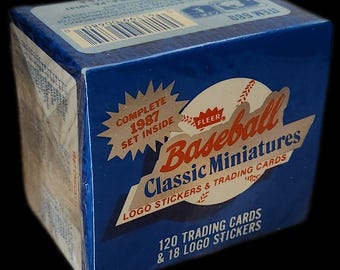 COMPLETE
1987
SET INSIDE
FLEER
Baseball
Classic Miniatures
LOGO STICKERS & TRADING CARDS
120 TRADING CARDS
& 18 LOGO STICKERS